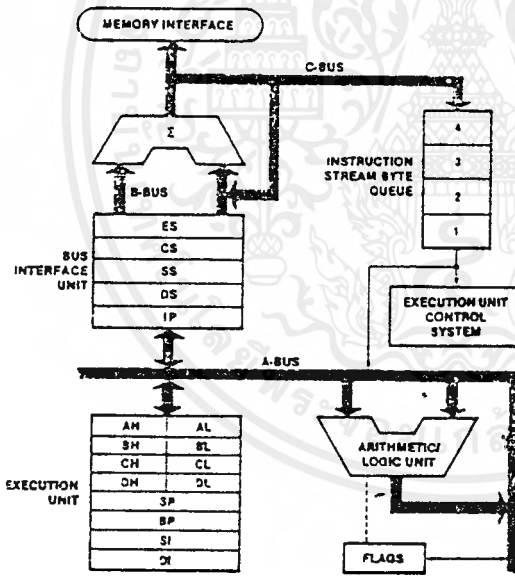 MEMORY INTERFACE
C-BUS
Σ
B-BUS
INSTRUCTION
STREAM BYTE
QUEUE
4
3
2
1
ES
CS
SS
DS
IP
BUS
INTERFACE
UNIT
EXECUTION UNIT
CONTROL
SYSTEM
A-BUS
AH AL
BH BL
CH CL
DH DL
SP
BP
SI
DI
EXECUTION
UNIT
ARITHMETIC/
LOGIC UNIT
FLAGS